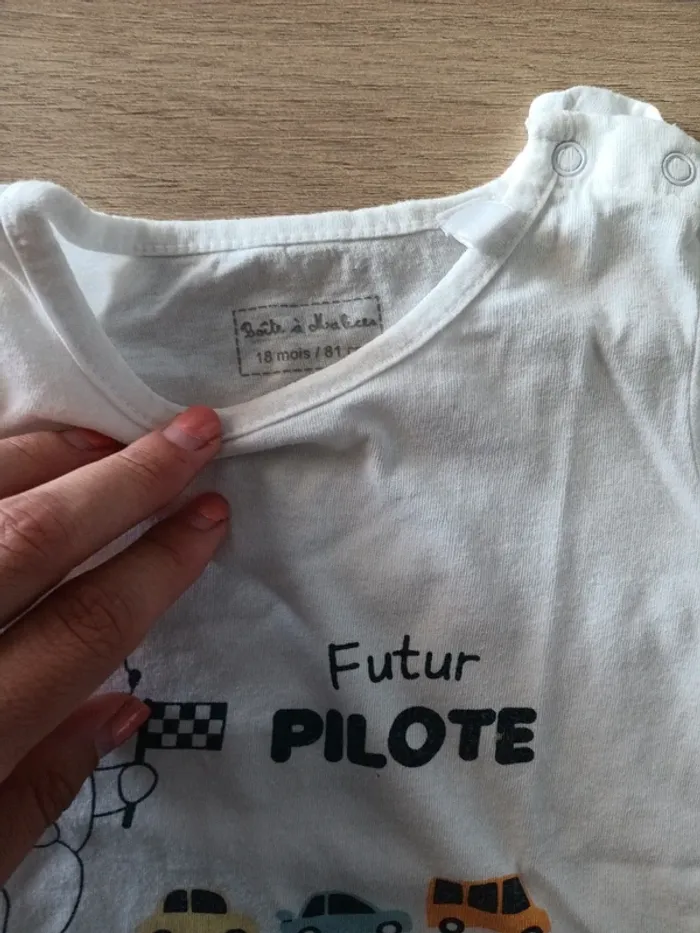 Boîte à Malices
18 mois / 81
Futur
PILOTE